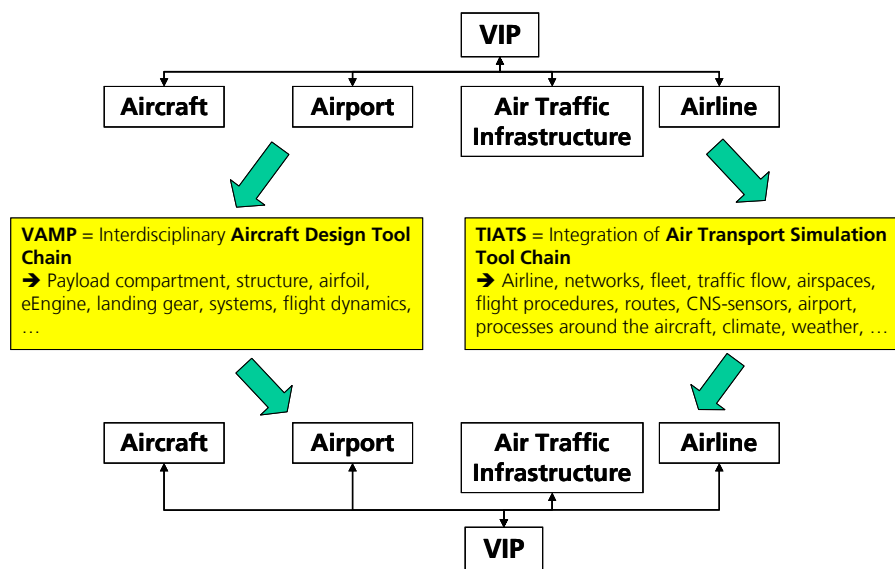 VIP
Aircraft
Airport
Air Traffic
Infrastructure
Airline
VAMP = Interdisciplinary Aircraft Design Tool
Chain
➔ Payload compartment, structure, airfoil,
eEngine, landing gear, systems, flight dynamics,
…
TIATS = Integration of Air Transport Simulation
Tool Chain
➔ Airline, networks, fleet, traffic flow, airspaces,
flight procedures, routes, CNS-sensors, airport,
processes around the aircraft, climate, weather, …
Aircraft
Airport
Air Traffic
Infrastructure
Airline
VIP